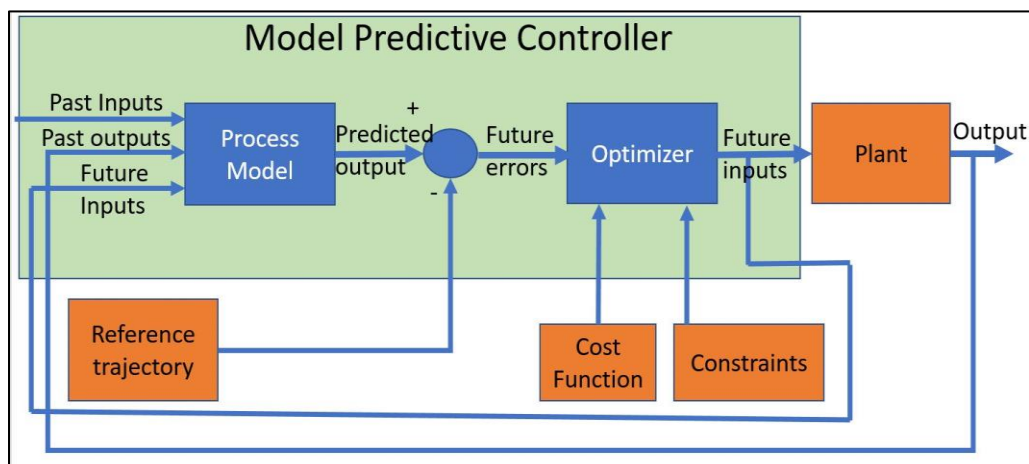 Model Predictive Controller
Past Inputs
Past outputs
Future
Inputs
Process
Model
+
Predicted
output
-
Future
errors
Optimizer
Future
inputs
Plant
Output
Reference
trajectory
Cost
Function
Constraints